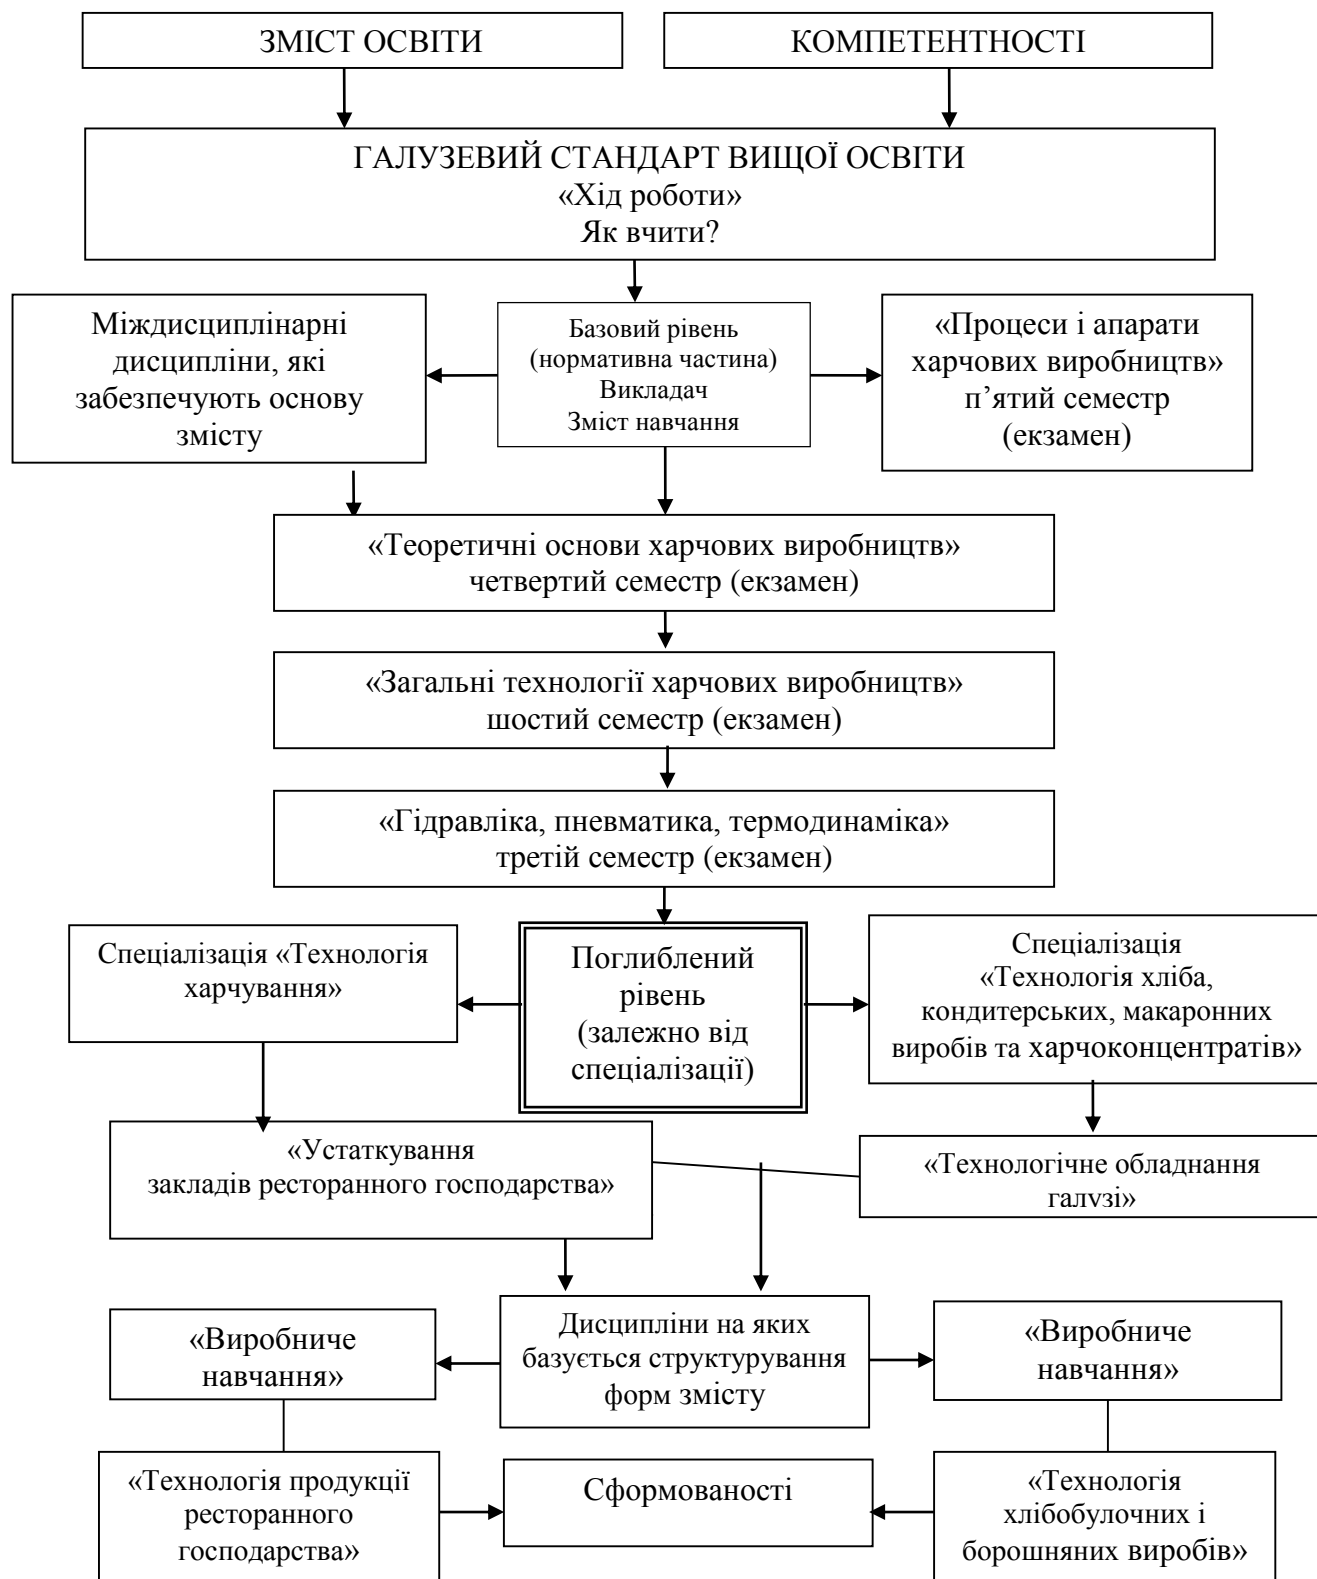 ЗМІСТ ОСВІТИ
КОМПЕТЕНТНОСТІ
ГАЛУЗЕВИЙ СТАНДАРТ ВИЩОЇ ОСВІТИ
«Хід роботи»
Як вчити?
Міждисциплінарні
дисципліни, які
забезпечують основу
змісту
Базовий рівень
(нормативна частина)
Викладач
Зміст навчання
«Процеси і апарати
харчових виробництв»
п’ятий семестр
(екзамен)
«Теоретичні основи харчових виробництв»
четвертий семестр (екзамен)
«Загальні технології харчових виробництв»
шостий семестр (екзамен)
«Гідравліка, пневматика, термодинаміка»
третій семестр (екзамен)
Спеціалізація «Технологія
харчування»
Поглиблений
рівень
(залежно від
спеціалізації)
Спеціалізація
«Технологія хліба,
кондитерських, макаронних
виробів та харчоконцентратів»
«Устаткування
закладів ресторанного господарства»
«Технологічне обладнання
галузі»
«Виробниче
навчання»
Дисципліни на яких
базується структурування
форм змісту
«Виробниче
навчання»
«Технологія продукції
ресторанного
господарства»
Сформованості
«Технологія
хлібобулочних і
борошняних виробів»